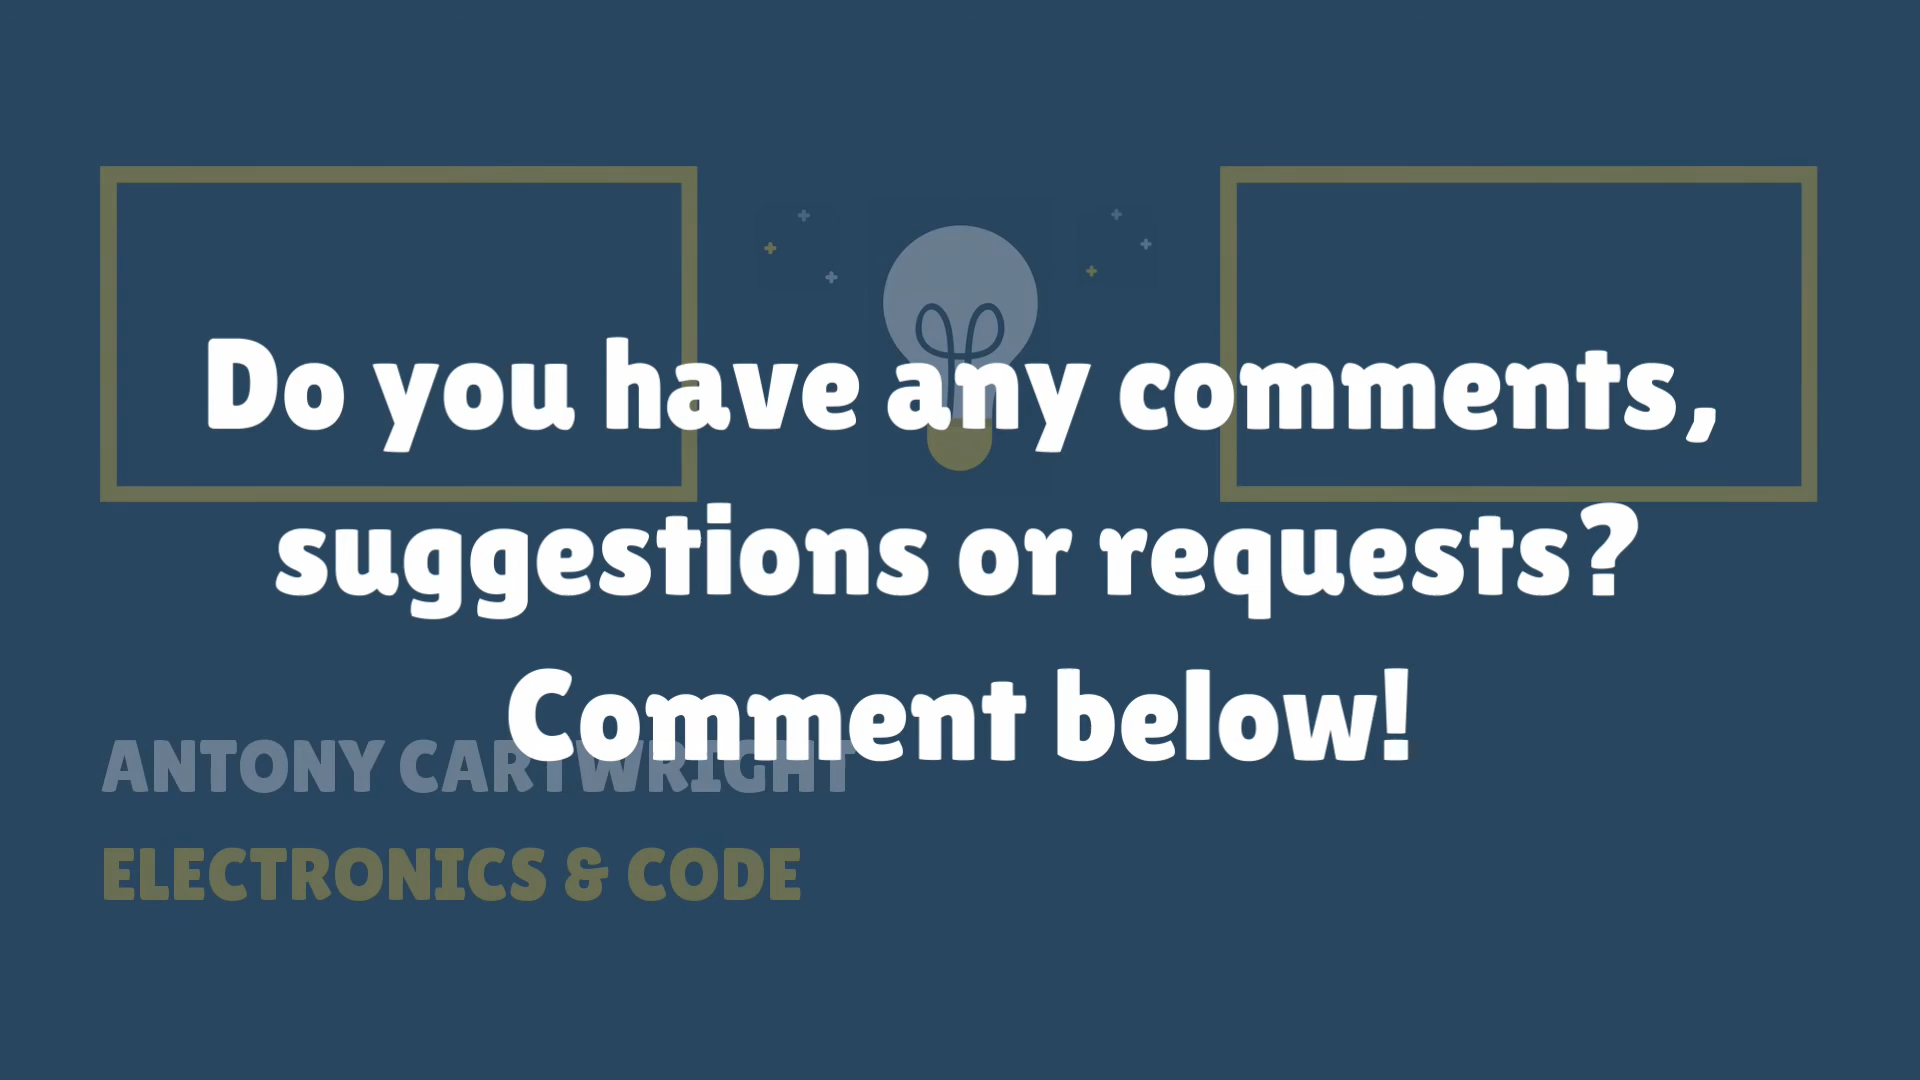 Do you have any comments,
suggestions or requests?
Comment below!
ANTONY CARTWRIGHT
ELECTRONICS & CODE